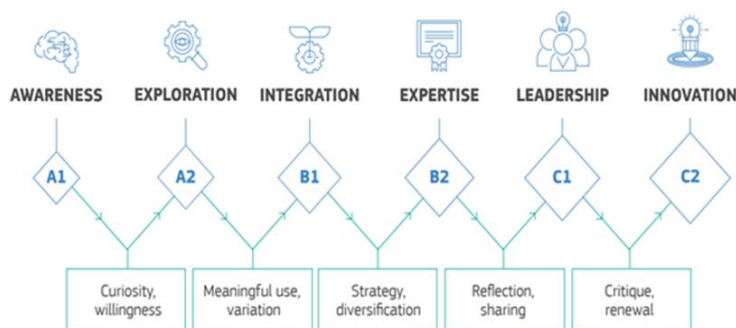 AWARENESS EXPLORATION INTEGRATION EXPERTISE LEADERSHIP INNOVATION
A1 A2 B1 B2 C1 C2
Curiosity,
willingness
Meaningful use,
variation
Strategy,
diversification
Reflection,
sharing
Critique,
renewal